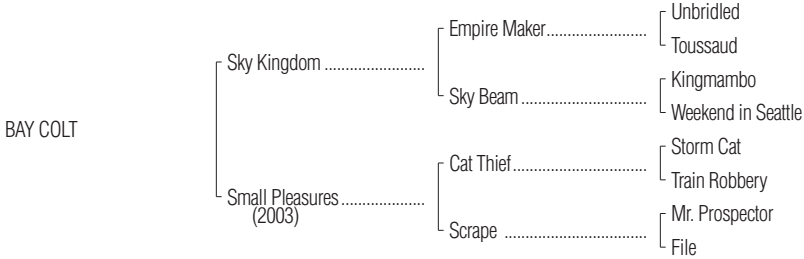 BAY COLT
Sky Kingdom ........................
Small Pleasures ....................
(2003)
Empire Maker........................
Sky Beam ..............................
Cat Thief................................
Scrape ..................................
Unbridled
Toussaud
Kingmambo
Weekend in Seattle
Storm Cat
Train Robbery
Mr. Prospector
File